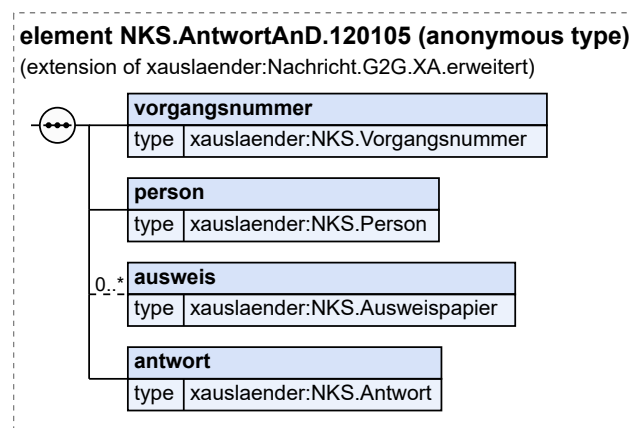 element NKS.AntwortAnD.120105 (anonymous type)
(extension of xauslaender:Nachricht.G2G.XA.erweitert)
vorgangsnummer
type xauslaender:NKS.Vorgangsnummer
person
type xauslaender:NKS.Person
0..*
ausweis
type xauslaender:NKS.Ausweispapier
antwort
type xauslaender:NKS.Antwort